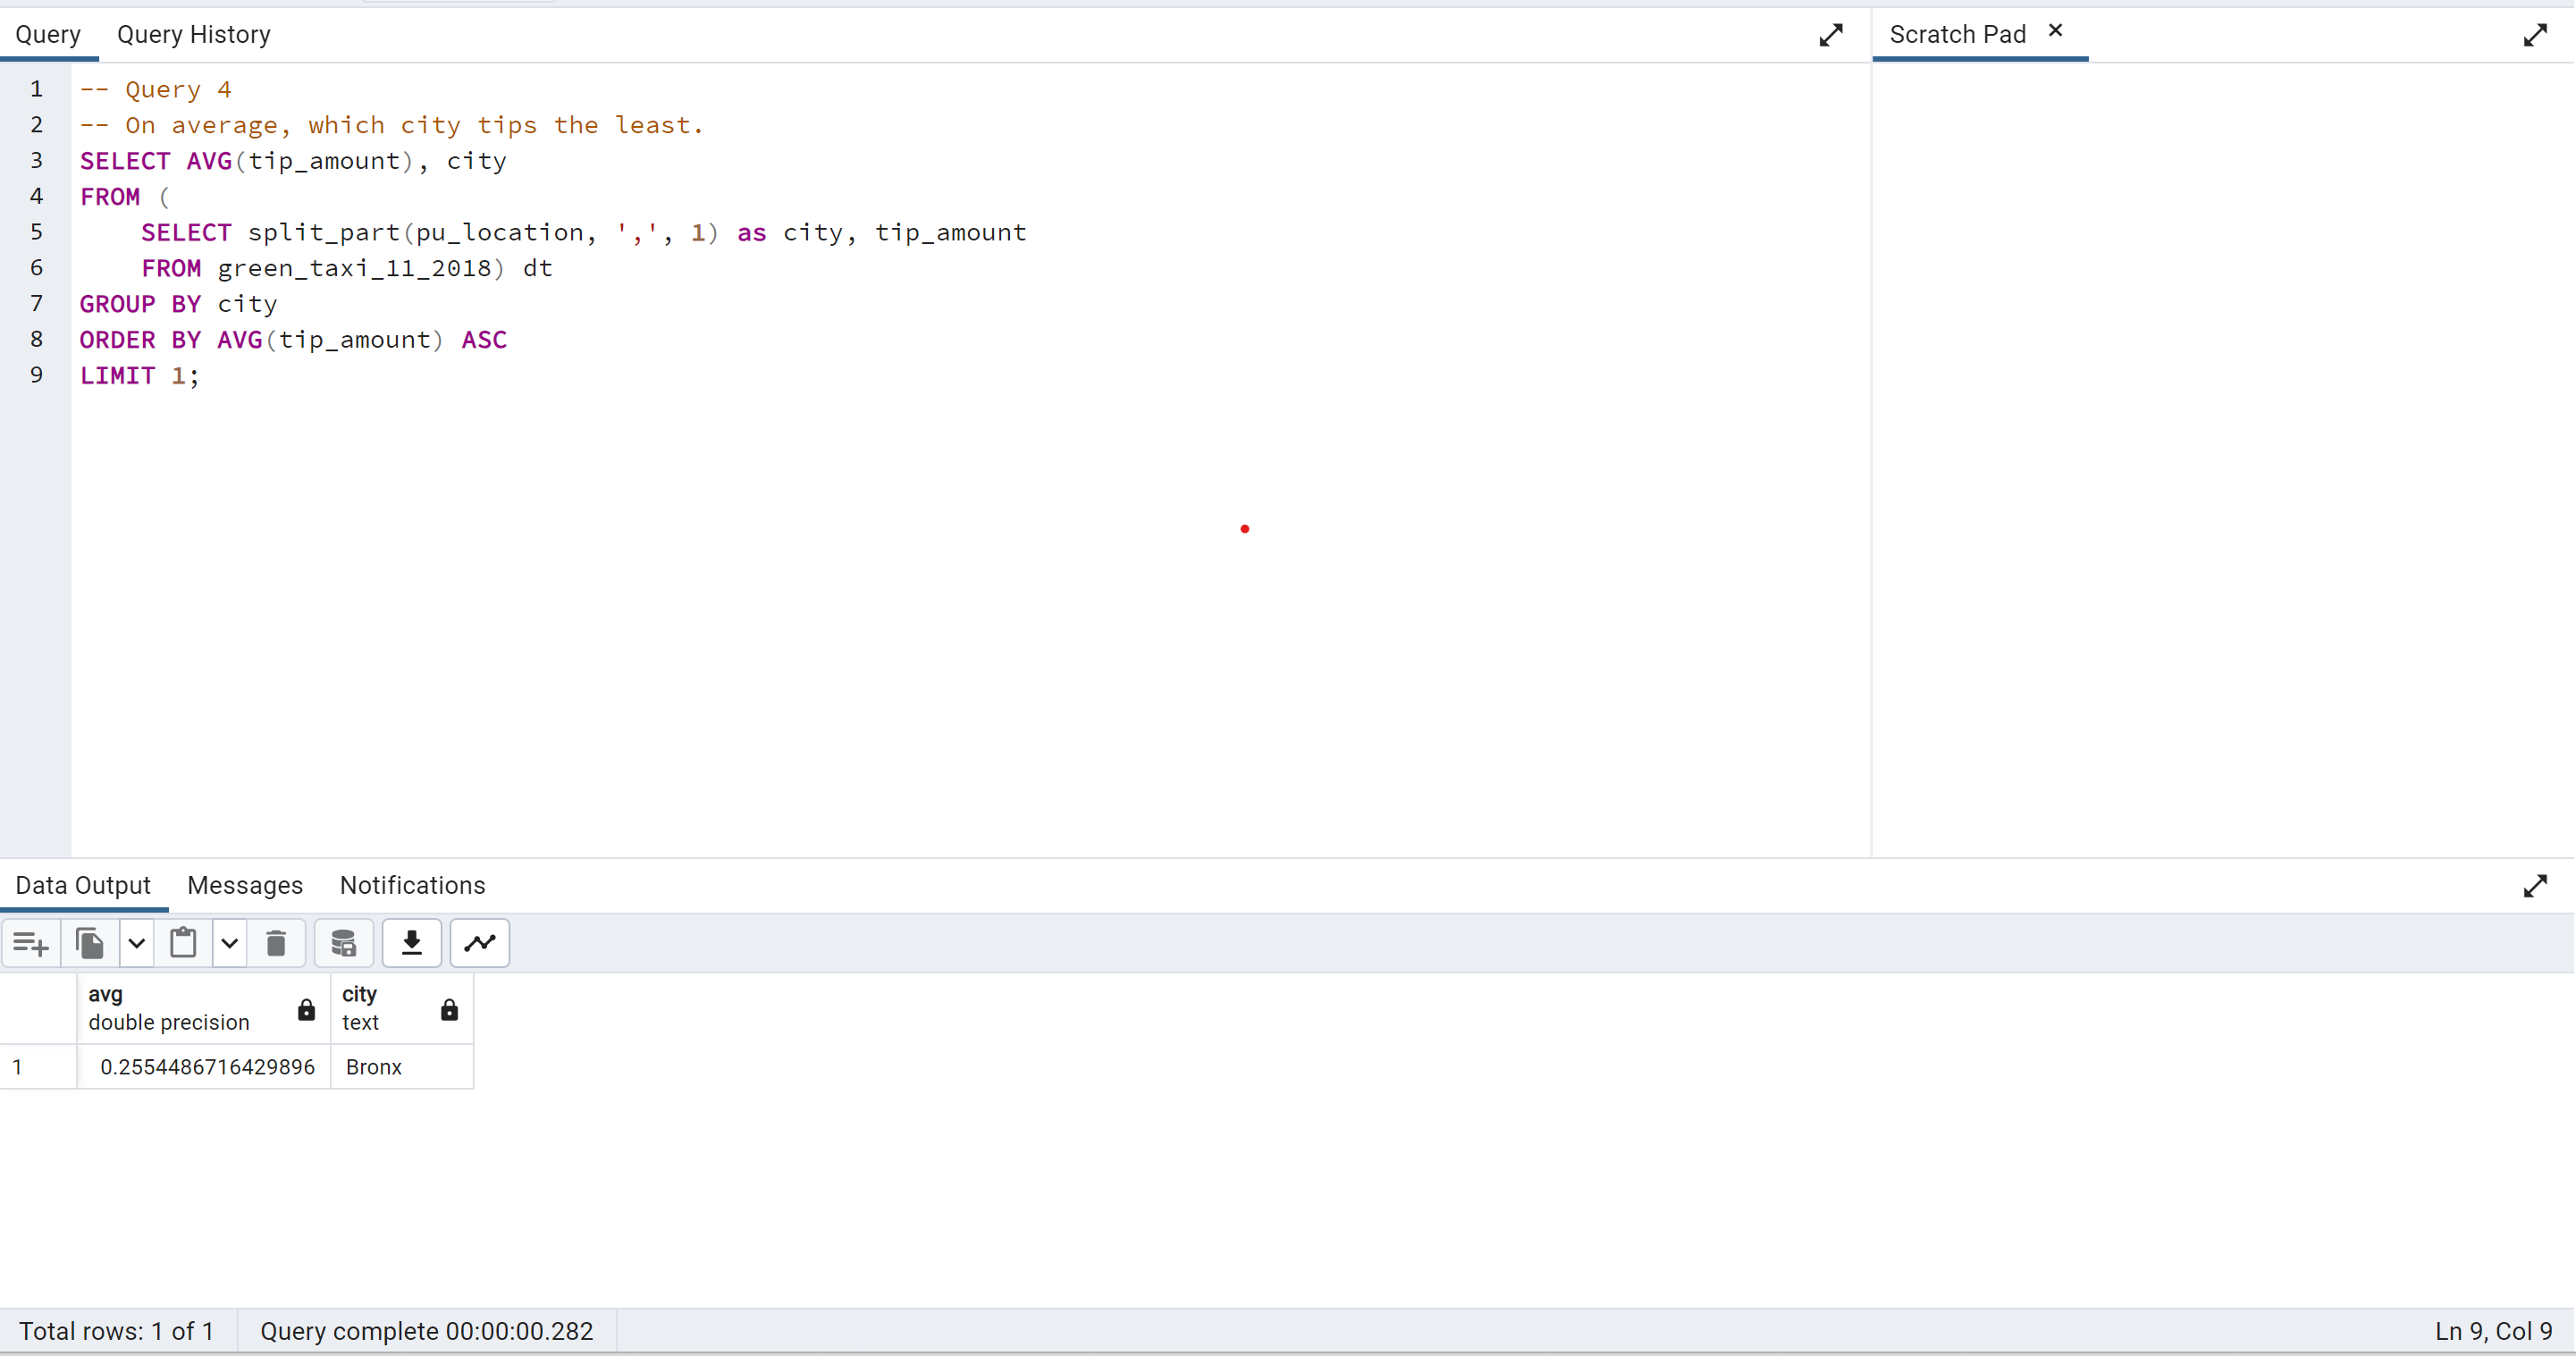 Query Query History
Scratch Pad
1 -- Query 4
2 -- On average, which city tips the least.
3 SELECT AVG(tip_amount), city
4 FROM (
5 SELECT split_part(pu_location, ',', 1) as city, tip_amount
6 FROM green_taxi_11_2018) dt
7 GROUP BY city
8 ORDER BY AVG(tip_amount) ASC
9 LIMIT 1;
Data Output Messages Notifications
avg city
double precision text
1 0.2554486716429896 Bronx
Total rows: 1 of 1 Query complete 00:00:00.282 Ln 9, Col 9